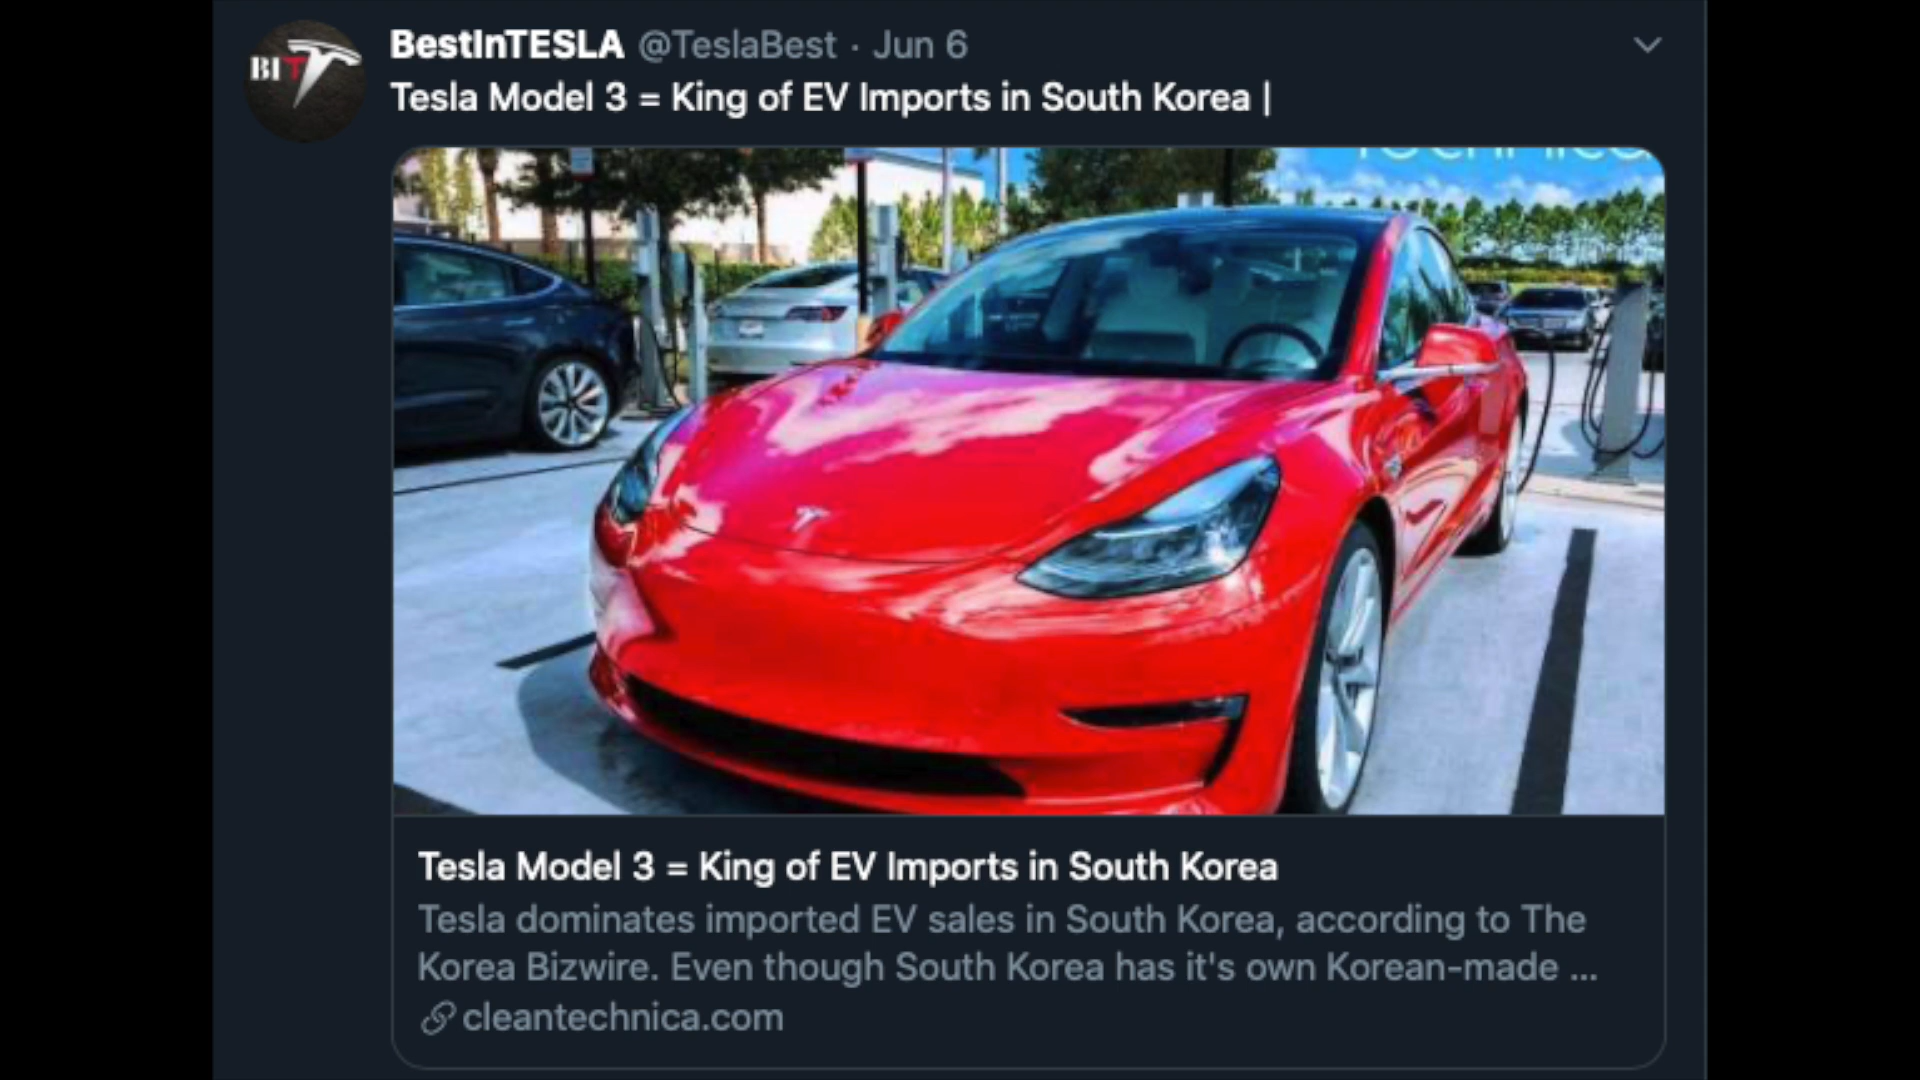 BestInTESLA @TeslaBest · Jun 6
BIT
Tesla Model 3 = King of EV Imports in South Korea |
Tesla Model 3 = King of EV Imports in South Korea
Tesla dominates imported EV sales in South Korea, according to The
Korea Bizwire. Even though South Korea has it's own Korean-made ...
cleantechnica.com